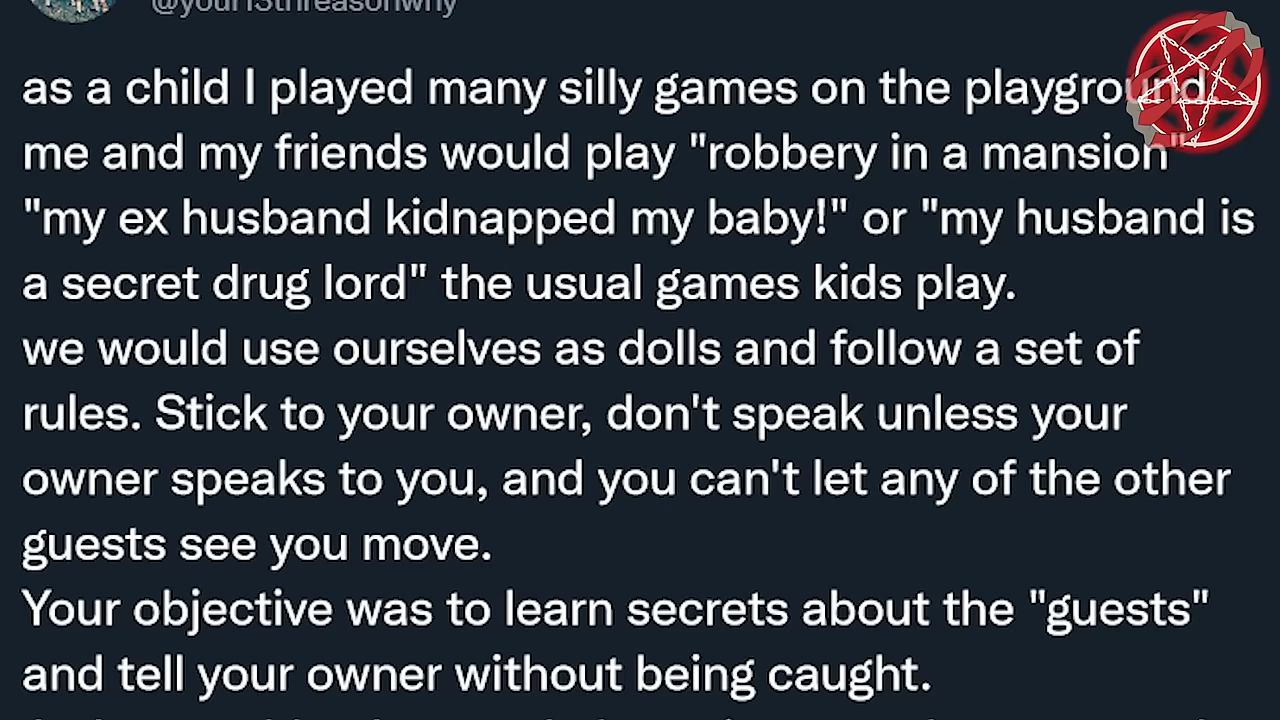 @your13threasonwhy
as a child I played many silly games on the playground
me and my friends would play "robbery in a mansion"
"my ex husband kidnapped my baby!" or "my husband is
a secret drug lord" the usual games kids play.
we would use ourselves as dolls and follow a set of
rules. Stick to your owner, don't speak unless your
owner speaks to you, and you can't let any of the other
guests see you move.
Your objective was to learn secrets about the "guests"
and tell your owner without being caught.